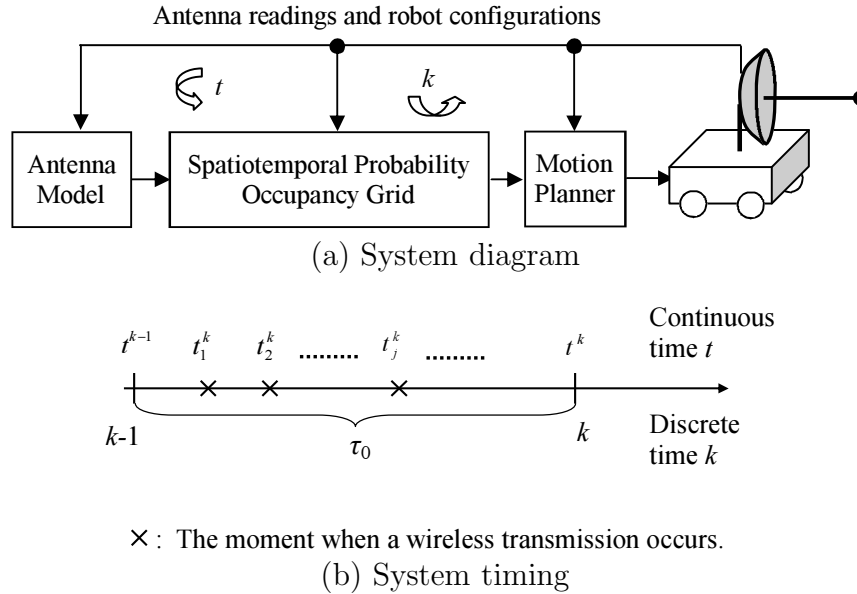 Antenna readings and robot configurations
t
k
Antenna
Model
Spatiotemporal Probability
Occupancy Grid
Motion
Planner
(a) System diagram
t^{k-1} t_1^k t_2^k ......... t_j^k ......... t^k
Continuous
time t
k-1 τ_0 k
Discrete
time k
× : The moment when a wireless transmission occurs.
(b) System timing